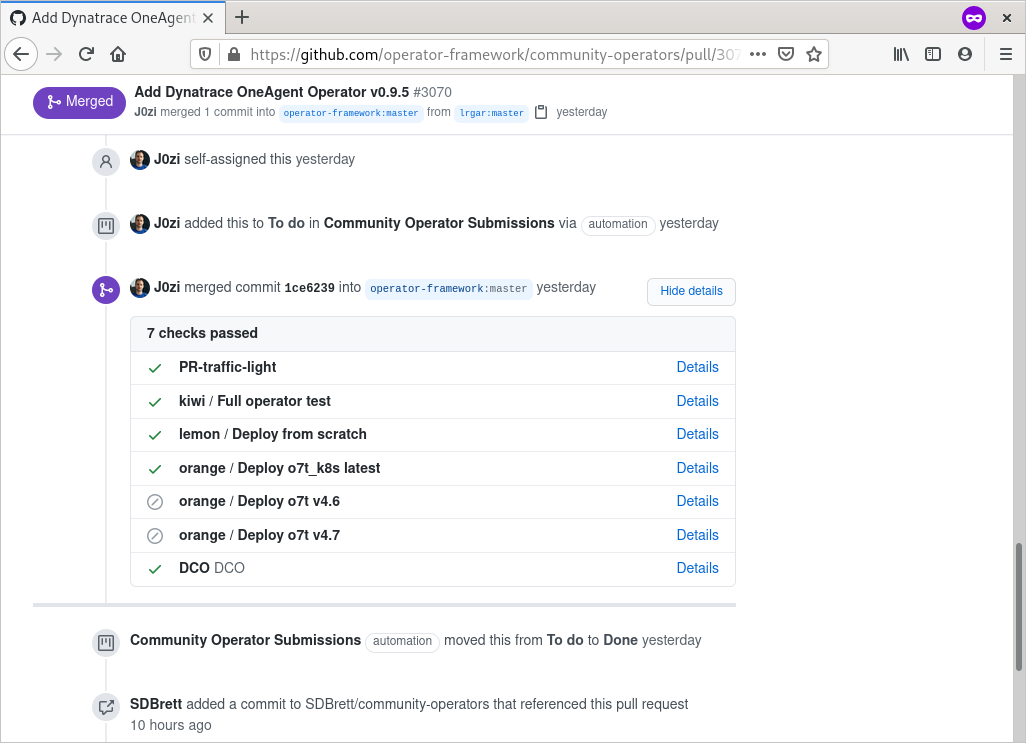 Add Dynatrace OneAgent
https://github.com/operator-framework/community-operators/pull/307
Merged
Add Dynatrace OneAgent Operator v0.9.5 #3070
J0zi merged 1 commit into operator-framework:master from lrgar:master yesterday
J0zi self-assigned this yesterday
J0zi added this to To do in Community Operator Submissions via automation yesterday
J0zi merged commit 1ce6239 into operator-framework:master yesterday
Hide details
7 checks passed
PR-traffic-light Details
kiwi / Full operator test Details
lemon / Deploy from scratch Details
orange / Deploy o7t_k8s latest Details
orange / Deploy o7t v4.6 Details
orange / Deploy o7t v4.7 Details
DCO DCO Details
Community Operator Submissions automation moved this from To do to Done yesterday
SDBrett added a commit to SDBrett/community-operators that referenced this pull request
10 hours ago